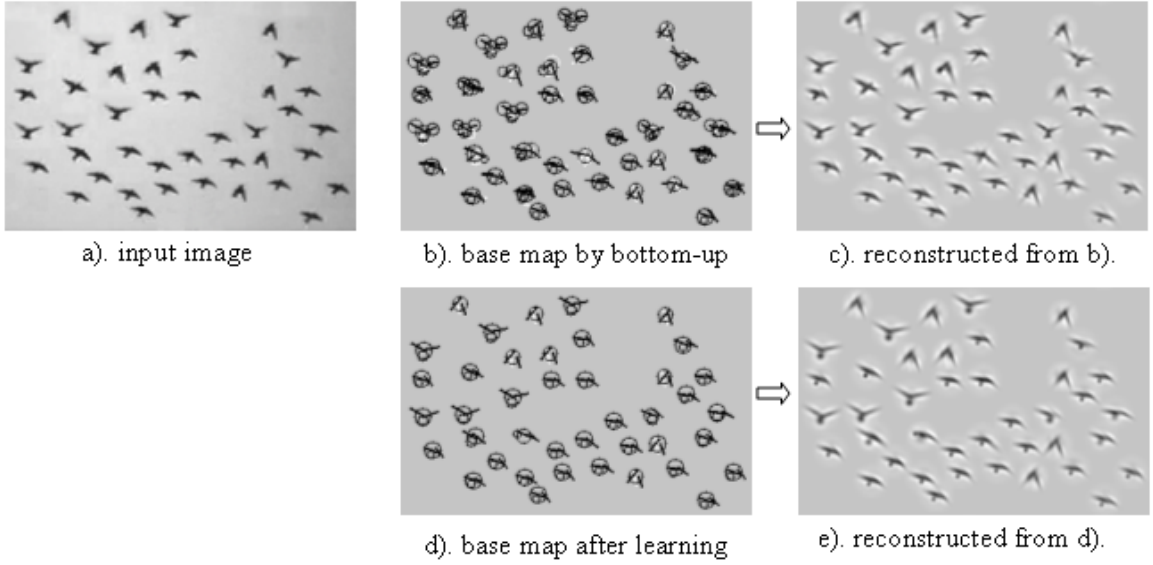 a). input image
b). base map by bottom-up
c). reconstructed from b).
d). base map after learning
e). reconstructed from d).